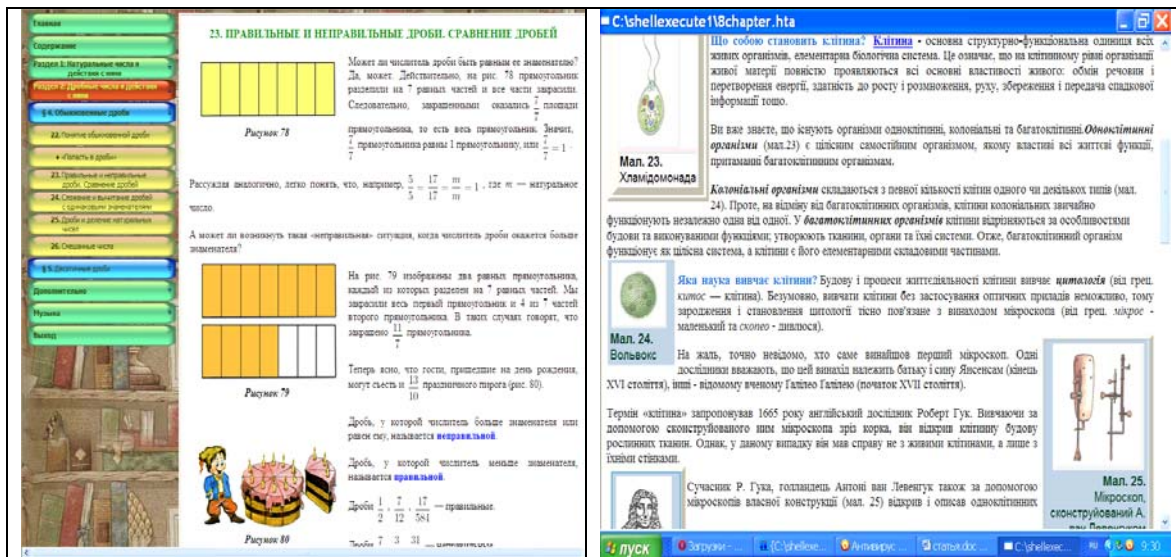 Главная
Содержание
Раздел 1: Натуральные числа и
действия с ними
Раздел 2: Дробные числа и действия
с ними
§ 4. Обыкновенные дроби
22. Понятие обыкновенной дроби
♦ «Попасть в дроби»
23. Правильные и неправильные
дроби. Сравнение дробей
24. Сложение и вычитание дробей
с одинаковыми знаменателями
25. Дроби и деление натуральных
чисел
26. Смешанные числа
§ 5. Десятичные дроби
Дополнительно
Музыка
Выход
23. ПРАВИЛЬНЫЕ И НЕПРАВИЛЬНЫЕ ДРОБИ. СРАВНЕНИЕ ДРОБЕЙ
Может ли числитель дроби быть равным ее знаменателю?
Да, может. Действительно, на рис. 78 прямоугольник
разделили на 7 равных частей и все части закрасили.
Следовательно, закрашенными оказались 7/7 площади
прямоугольника, то есть весь прямоугольник. Значит,
7/7 прямоугольника равны 1 прямоугольнику, или 7/7 = 1.
Рисунок 78
Рассуждая аналогично, легко понять, что, например, 5/5 = 17/17 = m/m = 1, где m — натуральное
число.
А может ли возникнуть такая «неправильная» ситуация, когда числитель дроби окажется больше
знаменателя?
На рис. 79 изображены два равных прямоугольника,
каждый из которых разделен на 7 равных частей. Мы
закрасили весь первый прямоугольник и 4 из 7 частей
второго прямоугольника. В таких случаях говорят, что
закрашено 11/7 прямоугольника.
Рисунок 79
Теперь ясно, что гости, пришедшие на день рождения,
могут съесть и 13/10 праздничного пирога (рис. 80).
Дробь, у которой числитель больше знаменателя или
равен ему, называется неправильной.
Дробь, у которой числитель меньше знаменателя,
называется правильной.
Дроби 1/2, 7/12, 17/584 — правильные.
Рисунок 80
C:\shellexecute1\8chapter.hta
Що собою становить клітина? Клітина - основна структурно-функціональна одиниця всіх
живих організмів, елементарна біологічна система. Це означає, що на клітинному рівні організації
живої матерії повністю проявляються всі основні властивості живого: обмін речовин і
перетворення енергії, здатність до росту і розмноження, руху, збереження і передача спадкової
інформації тощо.
Мал. 23.
Хламідомонада
Ви вже знаєте, що існують організми одноклітинні, колоніальні та багатоклітинні.Одноклітинні
організми (мал.23) є цілісним самостійним організмом, якому властиві всі життєві функції,
притаманні багатоклітинним організмам.
Колоніальні організми складаються з певної кількості клітин одного чи декількох типів (мал.
24). Проте, на відміну від багатоклітинних організмів, клітини колоніальних звичайно
функціонують незалежно одна від одної. У багатоклітинних організмів клітини відрізняються за особливостями
будови та виконуваними функціями; утворюють тканини, органи та їхні системи. Отже, багатоклітинний організм
функціонує як цілісна система, а клітини є його елементарними складовими частинами.
Яка наука вивчає клітини? Будову і процеси життєдіяльності клітини вивчає цитологія (від грец.
китос — клітина). Безумовно, вивчати клітини без застосування оптичних приладів неможливо, тому
зародження і становлення цитології тісно пов'язане з винаходом мікроскопа (від грец. мікрос -
маленький та скопео - дивлюся).
Мал. 24.
Вольвокс
На жаль, точно невідомо, хто саме винайшов перший мікроскоп. Одні
дослідники вважають, що цей винахід належить батьку і сину Янсенам (кінець
XVI століття), інші - відомому вченому Галілео Галілею (початок XVII століття).
Термін «клітина» запропонував 1665 року англійський дослідник Роберт Гук. Вивчаючи за
допомогою сконструйованого ним мікроскопа зріз корка, він відкрив клітинну будову
рослинних тканин. Однак, у даному випадку він мав справу не з живими клітинами, а лише з
їхніми стінками.
Сучасник Р. Гука, голландець Антоні ван Левенгук також за допомогою
мікроскопів власної конструкції (мал. 25) відкрив і описав одноклітинних
Мал. 25.
Мікроскоп,
сконструйований А.
ван Левенгуком
пуск
Загрузки - ...
{C:\shellexe...
Антивирус ...
статья.doc ...
C:\shellexec...
RU
9:30